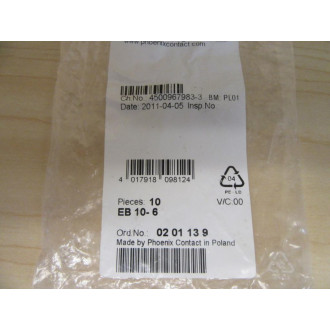 www.phoenixcontact.com
Ch.No. 4500967983-3 BM: PL01
Date: 2011-04-05 Insp.No
4 017918 098124
04
PE-LD
Pieces: 10
V/C:00
EB 10- 6
Ord.No.: 02 01 13 9
Made by Phoenix Contact in Poland